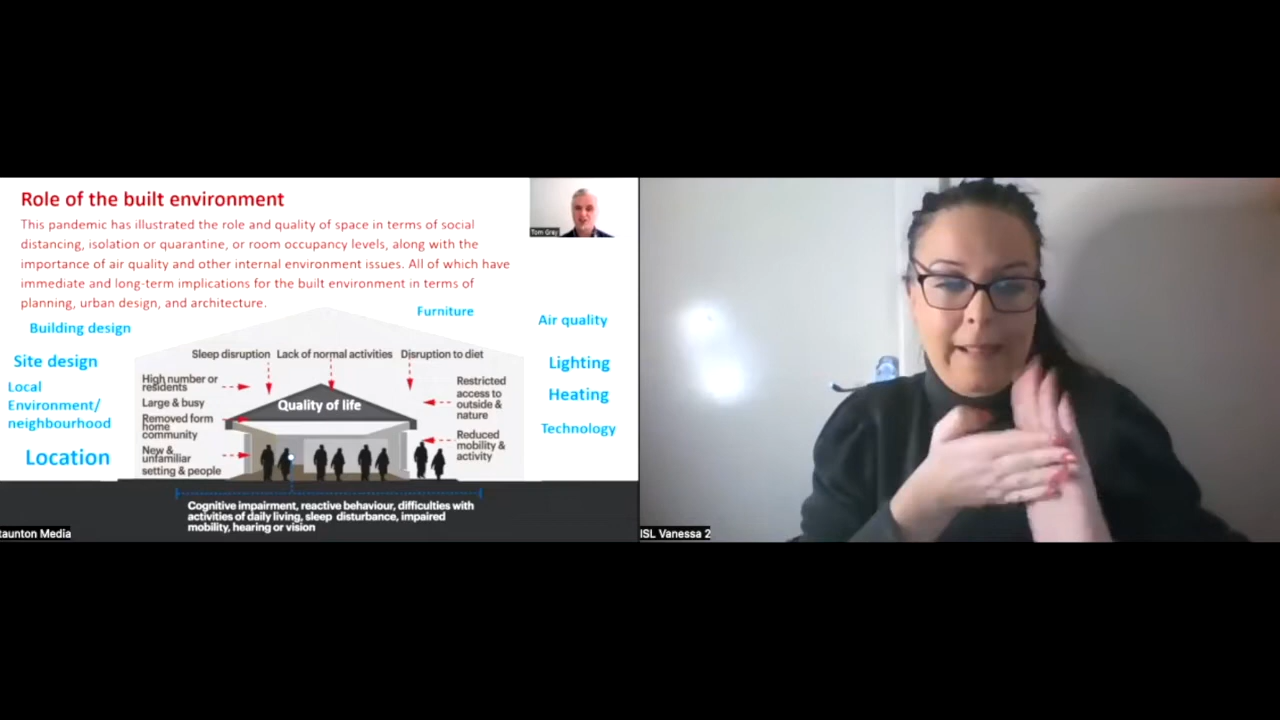 Role of the built environment
This pandemic has illustrated the role and quality of space in terms of social
distancing, isolation or quarantine, or room occupancy levels, along with the
importance of air quality and other internal environment issues. All of which have
immediate and long-term implications for the built environment in terms of
planning, urban design, and architecture.
Tom Gray
Furniture
Building design
Air quality
Site design
Lighting
Local
Environment/
neighbourhood
Heating
Technology
Location
Sleep disruption
Lack of normal activities
Disruption to diet
High number or
residents
Large & busy
Removed form
home
community
New &
unfamiliar
setting & people
Quality of life
Restricted
access to
outside &
nature
Reduced
mobility &
activity
Cognitive impairment, reactive behaviour, difficulties with
activities of daily living, sleep disturbance, impaired
mobility, hearing or vision
taunton Media
ISL Vanessa 2